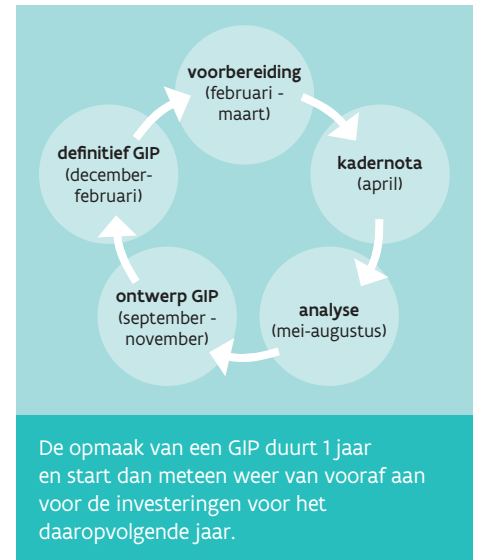 voorbereiding
(februari -
maart)
kadernota
(april)
analyse
(mei-augustus)
ontwerp GIP
(september -
november)
definitief GIP
(december-
februari)
De opmaak van een GIP duurt 1 jaar
en start dan meteen weer van vooraf aan
voor de investeringen voor het
daaropvolgende jaar.